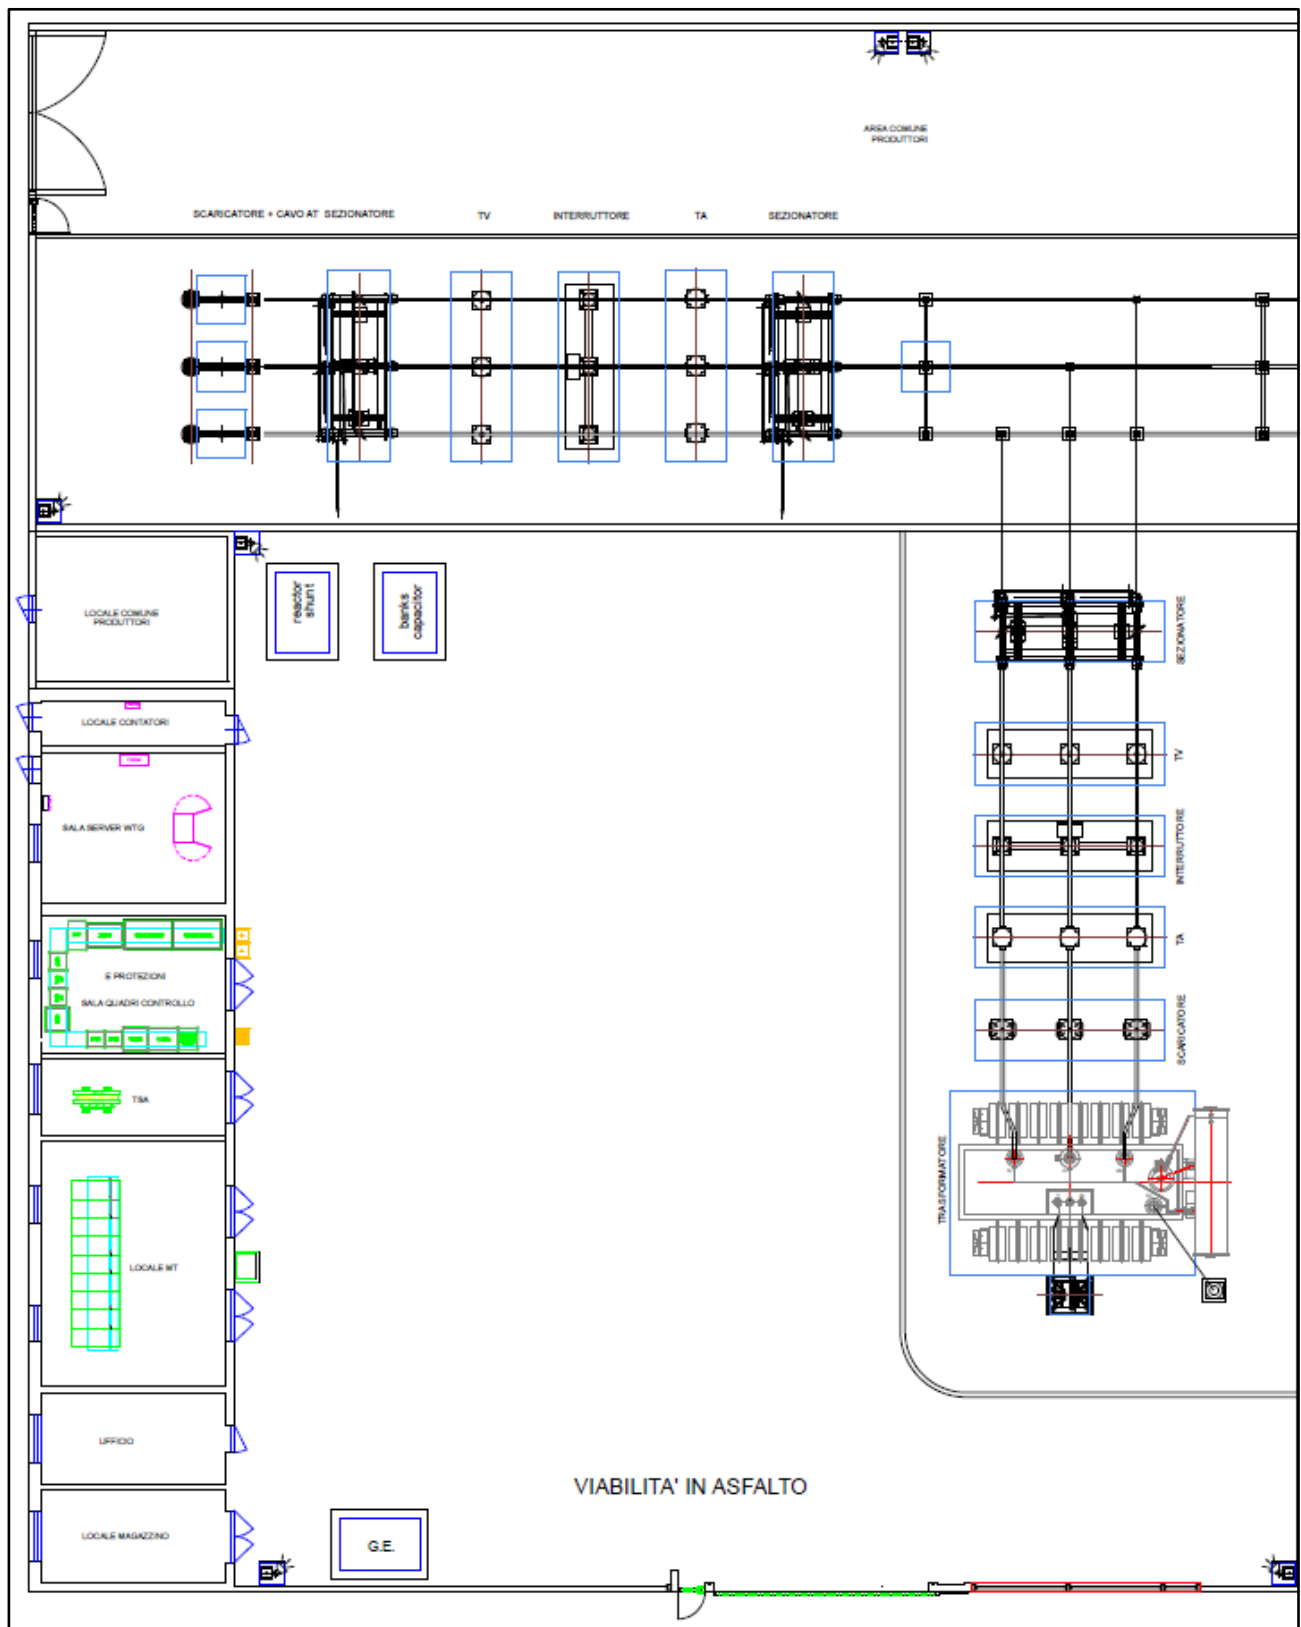 AREA COMUNE
PRODUTTORI
SCARICATORE + CAVO AT SEZIONATORE
TV
INTERRUTTORE
TA
SEZIONATORE
reactor
shunt
banks
capacitor
LOCALE COMUNE
PRODUTTORI
SEZIONATORE
LOCALE CONTATORI
TV
SALA SERVER WTG
INTERRUTTORE
TA
E PROTEZIONI
SALA QUADRI CONTROLLO
SCARICATORE
TSA
TRASFORMATORE
LOCALE MT
UFFICIO
VIABILITA' IN ASFALTO
LOCALE MAGAZZINO
G.E.